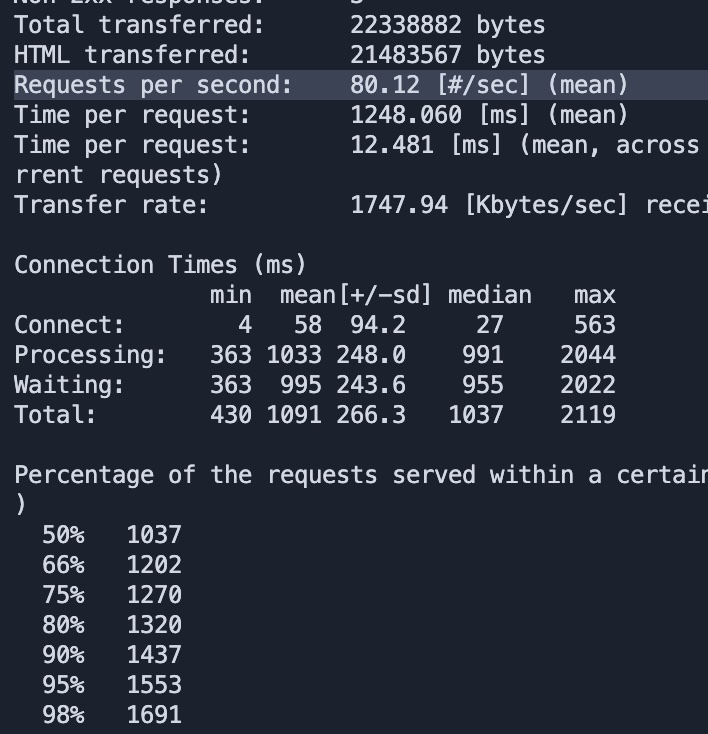 Total transferred:      22338882 bytes
HTML transferred:       21483567 bytes
Requests per second:    80.12 [#/sec] (mean)
Time per request:       1248.060 [ms] (mean)
Time per request:       12.481 [ms] (mean, across
rrent requests)
Transfer rate:          1747.94 [Kbytes/sec] recei

Connection Times (ms)
              min  mean[+/-sd] median   max
Connect:        4   58  94.2     27     563
Processing:   363 1033 248.0    991    2044
Waiting:      363  995 243.6    955    2022
Total:        430 1091 266.3   1037    2119

Percentage of the requests served within a certain
)
  50%   1037
  66%   1202
  75%   1270
  80%   1320
  90%   1437
  95%   1553
  98%   1691